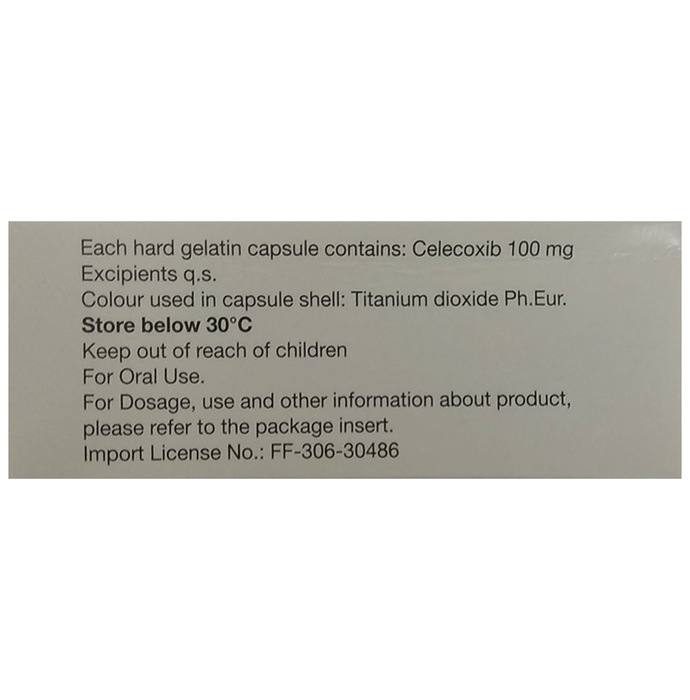 Each hard gelatin capsule contains: Celecoxib 100 mg
Excipients q.s.
Colour used in capsule shell: Titanium dioxide Ph.Eur.
Store below 30°C
Keep out of reach of children
For Oral Use.
For Dosage, use and other information about product,
please refer to the package insert.
Import License No.: FF-306-30486